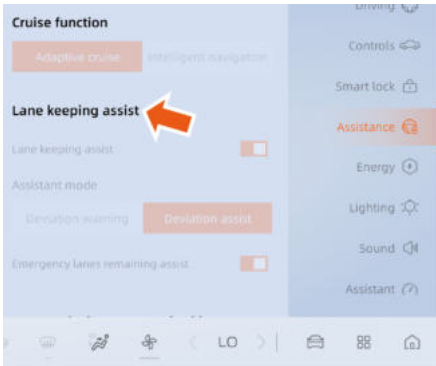 Cruise function
Adaptive cruise
Intelligent navigation
Lane keeping assist
Lane keeping assist
Assistant mode
Deviation warning
Deviation assist
Emergency lanes remaining assist
Driving
Controls
Smart lock
Assistance
Energy
Lighting
Sound
Assistant
LO